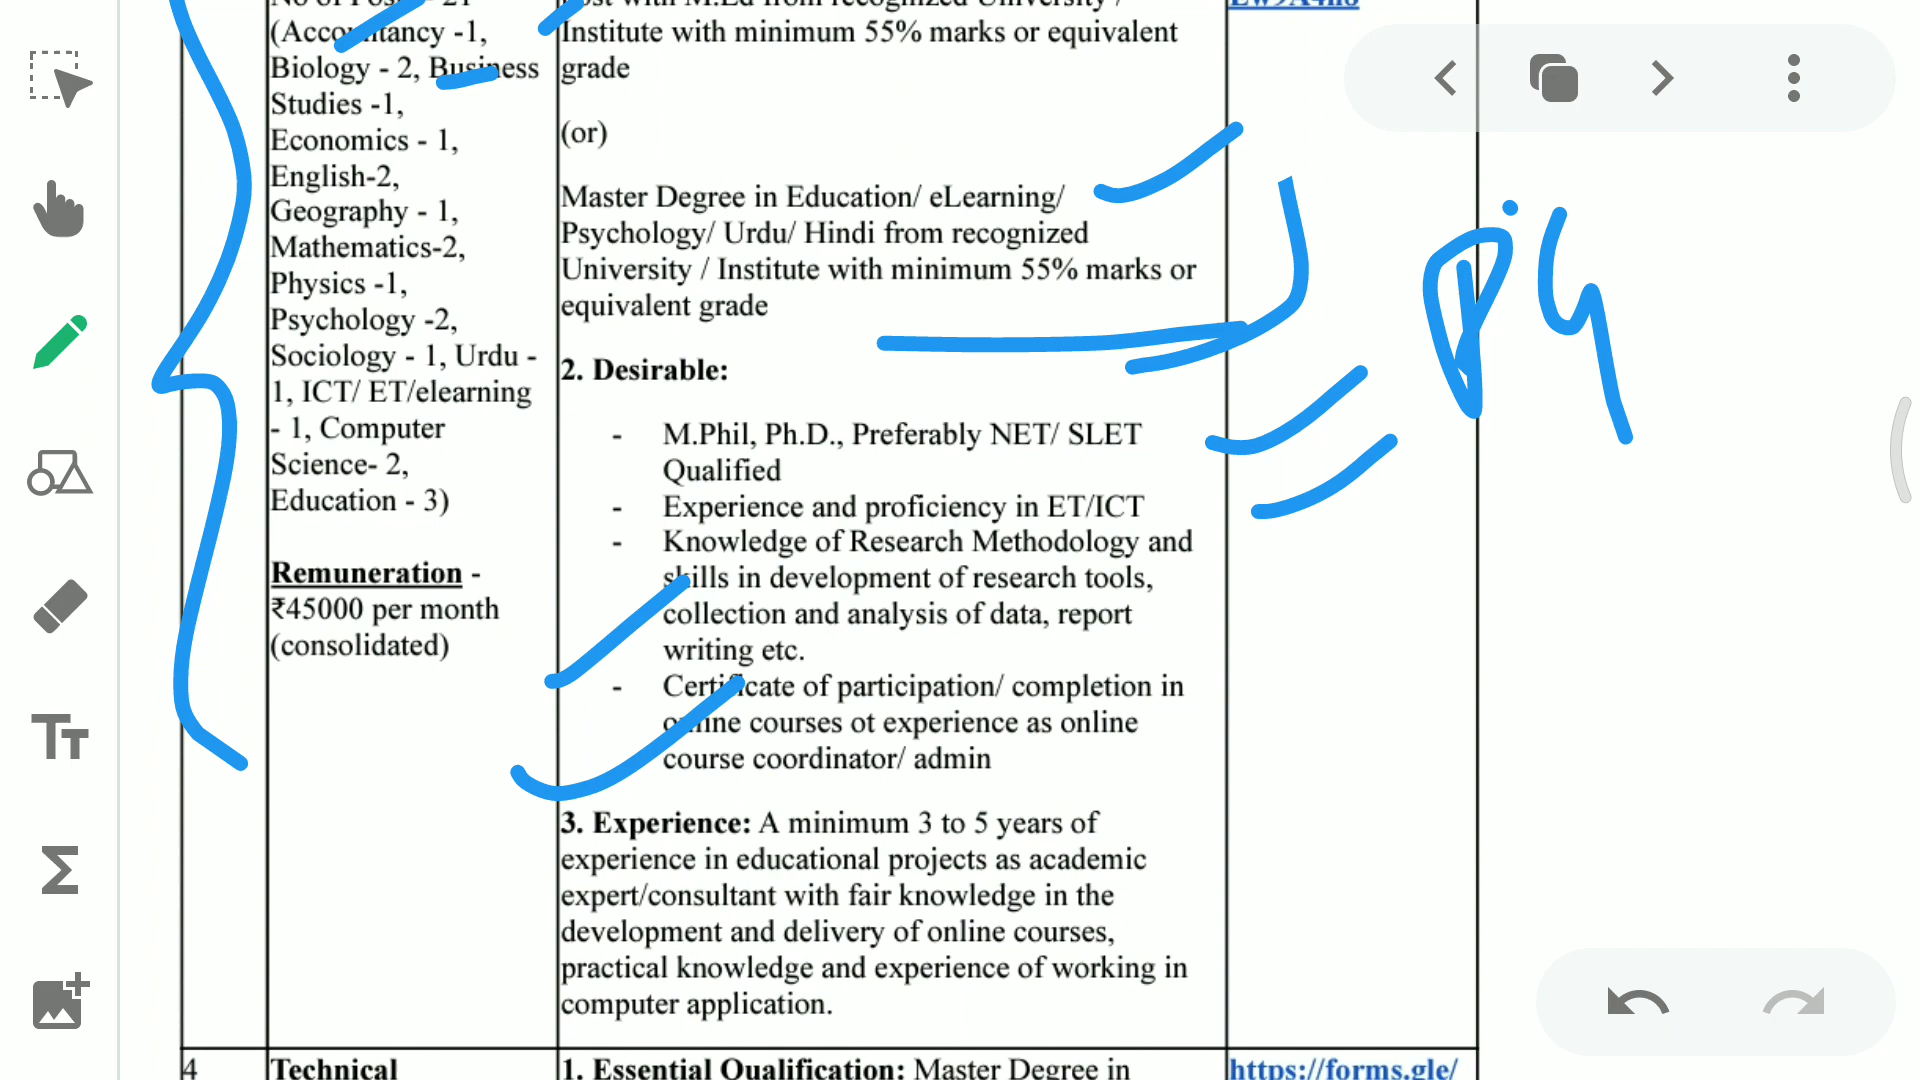 (Accountancy -1,
Biology - 2, Business
Studies -1,
Economics - 1,
English-2,
Geography - 1,
Mathematics-2,
Physics -1,
Psychology -2,
Sociology - 1, Urdu -
1, ICT/ ET/elearning
- 1, Computer
Science- 2,
Education - 3)
Remuneration -
₹45000 per month
(consolidated)
Institute with minimum 55% marks or equivalent
grade
(or)
Master Degree in Education/ eLearning/
Psychology/ Urdu/ Hindi from recognized
University / Institute with minimum 55% marks or
equivalent grade
2. Desirable:
- M.Phil, Ph.D., Preferably NET/ SLET
Qualified
- Experience and proficiency in ET/ICT
- Knowledge of Research Methodology and
skills in development of research tools,
collection and analysis of data, report
writing etc.
- Certificate of participation/ completion in
online courses ot experience as online
course coordinator/ admin
3. Experience: A minimum 3 to 5 years of
experience in educational projects as academic
expert/consultant with fair knowledge in the
development and delivery of online courses,
practical knowledge and experience of working in
computer application.
4
Technical
1. Essential Qualification: Master Degree in
https://forms.gle/